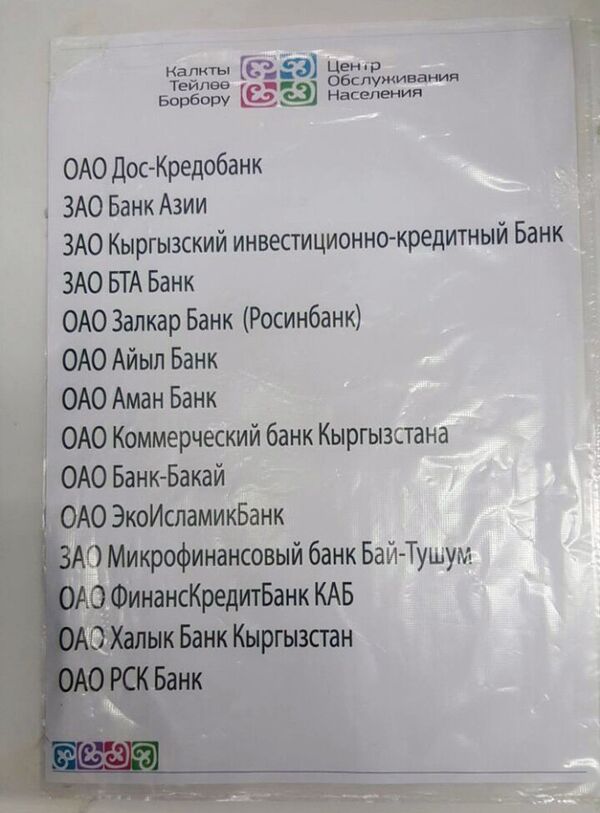 Калкты
Тейлөө
Борбору
Центр
Обслуживания
Населения
ОАО Дос-Кредобанк
ЗАО Банк Азии
ЗАО Кыргызский инвестиционно-кредитный Банк
ЗАО БТА Банк
ОАО Залкар Банк (Росинбанк)
ОАО Айыл Банк
ОАО Аман Банк
ОАО Коммерческий банк Кыргызстана
ОАО Банк-Бакай
ОАО ЭкоИсламикБанк
ЗАО Микрофинансовый банк Бай-Тушум
ОАО ФинансКредитБанк КАБ
ОАО Халык Банк Кыргызстан
ОАО РСК Банк